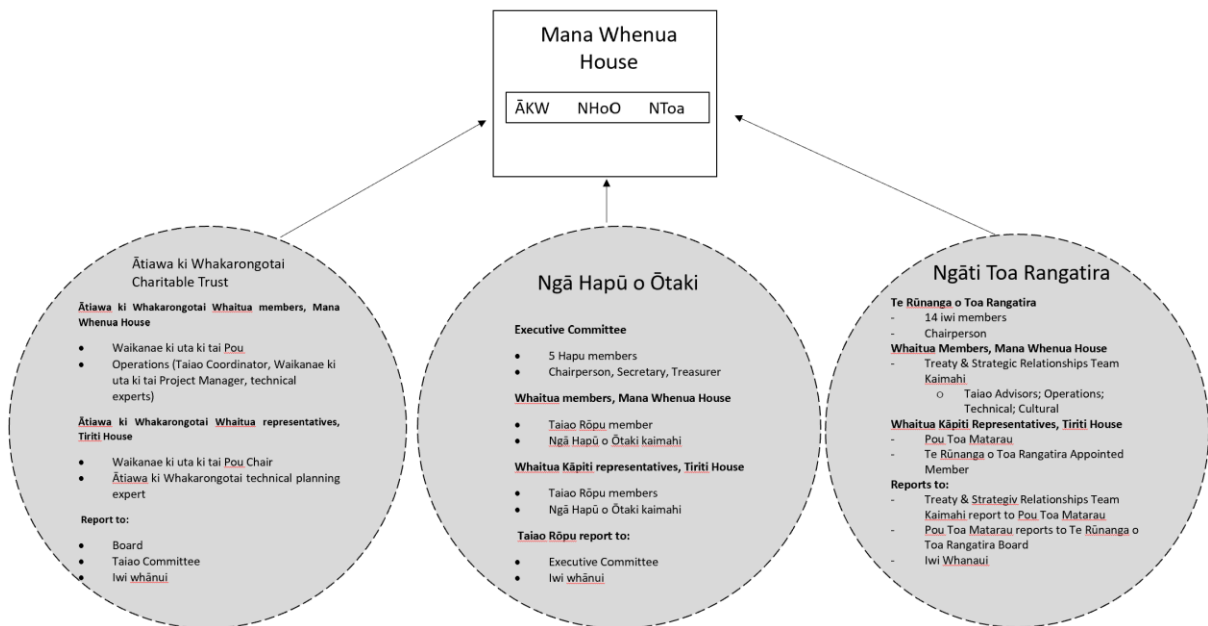 Mana Whenua
House
ĀKW NHoO NToa
Ātiawa ki Whakarongotai
Charitable Trust
Ātiawa ki Whakarongotai Whaitua members, Mana
Whenua House
• Waikanae ki uta ki tai Pou
• Operations (Taiao Coordinator, Waikanae ki
uta ki tai Project Manager, technical
experts)
Ātiawa ki Whakarongotai Whaitua representatives,
Tiriti House
• Waikanae ki uta ki tai Pou Chair
• Ātiawa ki Whakarongotai technical planning
expert
Report to:
• Board
• Taiao Committee
• Iwi whānui
Ngā Hapū o Ōtaki
Executive Committee
• 5 Hapu members
• Chairperson, Secretary, Treasurer
Whaitua members, Mana Whenua House
• Taiao Rōpu member
• Ngā Hapū o Ōtaki kaimahi
Whaitua Kāpiti representatives, Tiriti House
• Taiao Rōpu members
• Ngā Hapū o Ōtaki kaimahi
Taiao Rōpu report to:
• Executive Committee
• Iwi whānui
Ngāti Toa Rangatira
Te Rūnanga o Toa Rangatira
- 14 iwi members
- Chairperson
Whaitua Members, Mana Whenua House
- Treaty & Strategic Relationships Team
Kaimahi
o Taiao Advisors; Operations;
Technical; Cultural
Whaitua Kāpiti Representatives, Tiriti House
- Pou Toa Matarau
- Te Rūnanga o Toa Rangatira Appointed
Member
Reports to:
- Treaty & Strategiv Relationships Team
Kaimahi report to Pou Toa Matarau
- Pou Toa Matarau reports to Te Rūnanga o
Toa Rangatira Board
- Iwi Whanaui